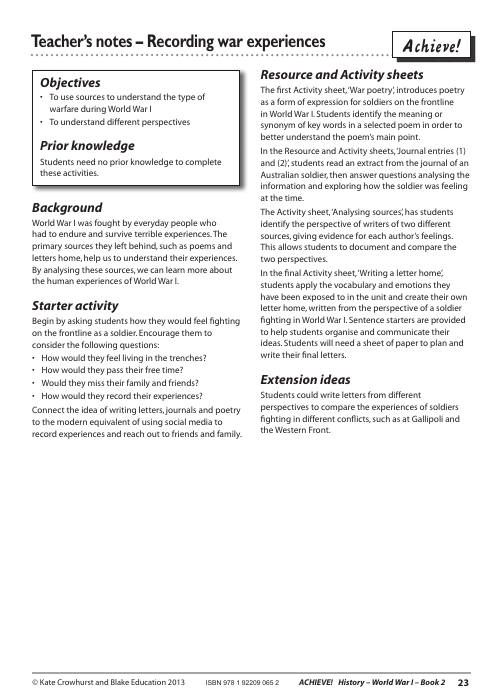 Teacher's notes – Recording war experiences
Achieve!
Objectives
• To use sources to understand the type of
warfare during World War I
• To understand different perspectives
Prior knowledge
Students need no prior knowledge to complete
these activities.
Background
World War I was fought by everyday people who
had to endure and survive terrible experiences. The
primary sources they left behind, such as poems and
letters home, help us to understand their experiences.
By analysing these sources, we can learn more about
the human experiences of World War I.
Starter activity
Begin by asking students how they would feel fighting
on the frontline as a soldier. Encourage them to
consider the following questions:
• How would they feel living in the trenches?
• How would they pass their free time?
• Would they miss their family and friends?
• How would they record their experiences?
Connect the idea of writing letters, journals and poetry
to the modern equivalent of using social media to
record experiences and reach out to friends and family.
Resource and Activity sheets
The first Activity sheet, 'War poetry', introduces poetry
as a form of expression for soldiers on the frontline
in World War I. Students identify the meaning or
synonym of key words in a selected poem in order to
better understand the poem's main point.
In the Resource and Activity sheets, 'Journal entries (1)
and (2)', students read an extract from the journal of an
Australian soldier, then answer questions analysing the
information and exploring how the soldier was feeling
at the time.
The Activity sheet, 'Analysing sources', has students
identify the perspective of writers of two different
sources, giving evidence for each author's feelings.
This allows students to document and compare the
two perspectives.
In the final Activity sheet, 'Writing a letter home',
students apply the vocabulary and emotions they
have been exposed to in the unit and create their own
letter home, written from the perspective of a soldier
fighting in World War I. Sentence starters are provided
to help students organise and communicate their
ideas. Students will need a sheet of paper to plan and
write their final letters.
Extension ideas
Students could write letters from different
perspectives to compare the experiences of soldiers
fighting in different conflicts, such as at Gallipoli and
the Western Front.
© Kate Crowhurst and Blake Education 2013 ISBN 978 1 92209 065 2 ACHIEVE! History – World War I – Book 2 23